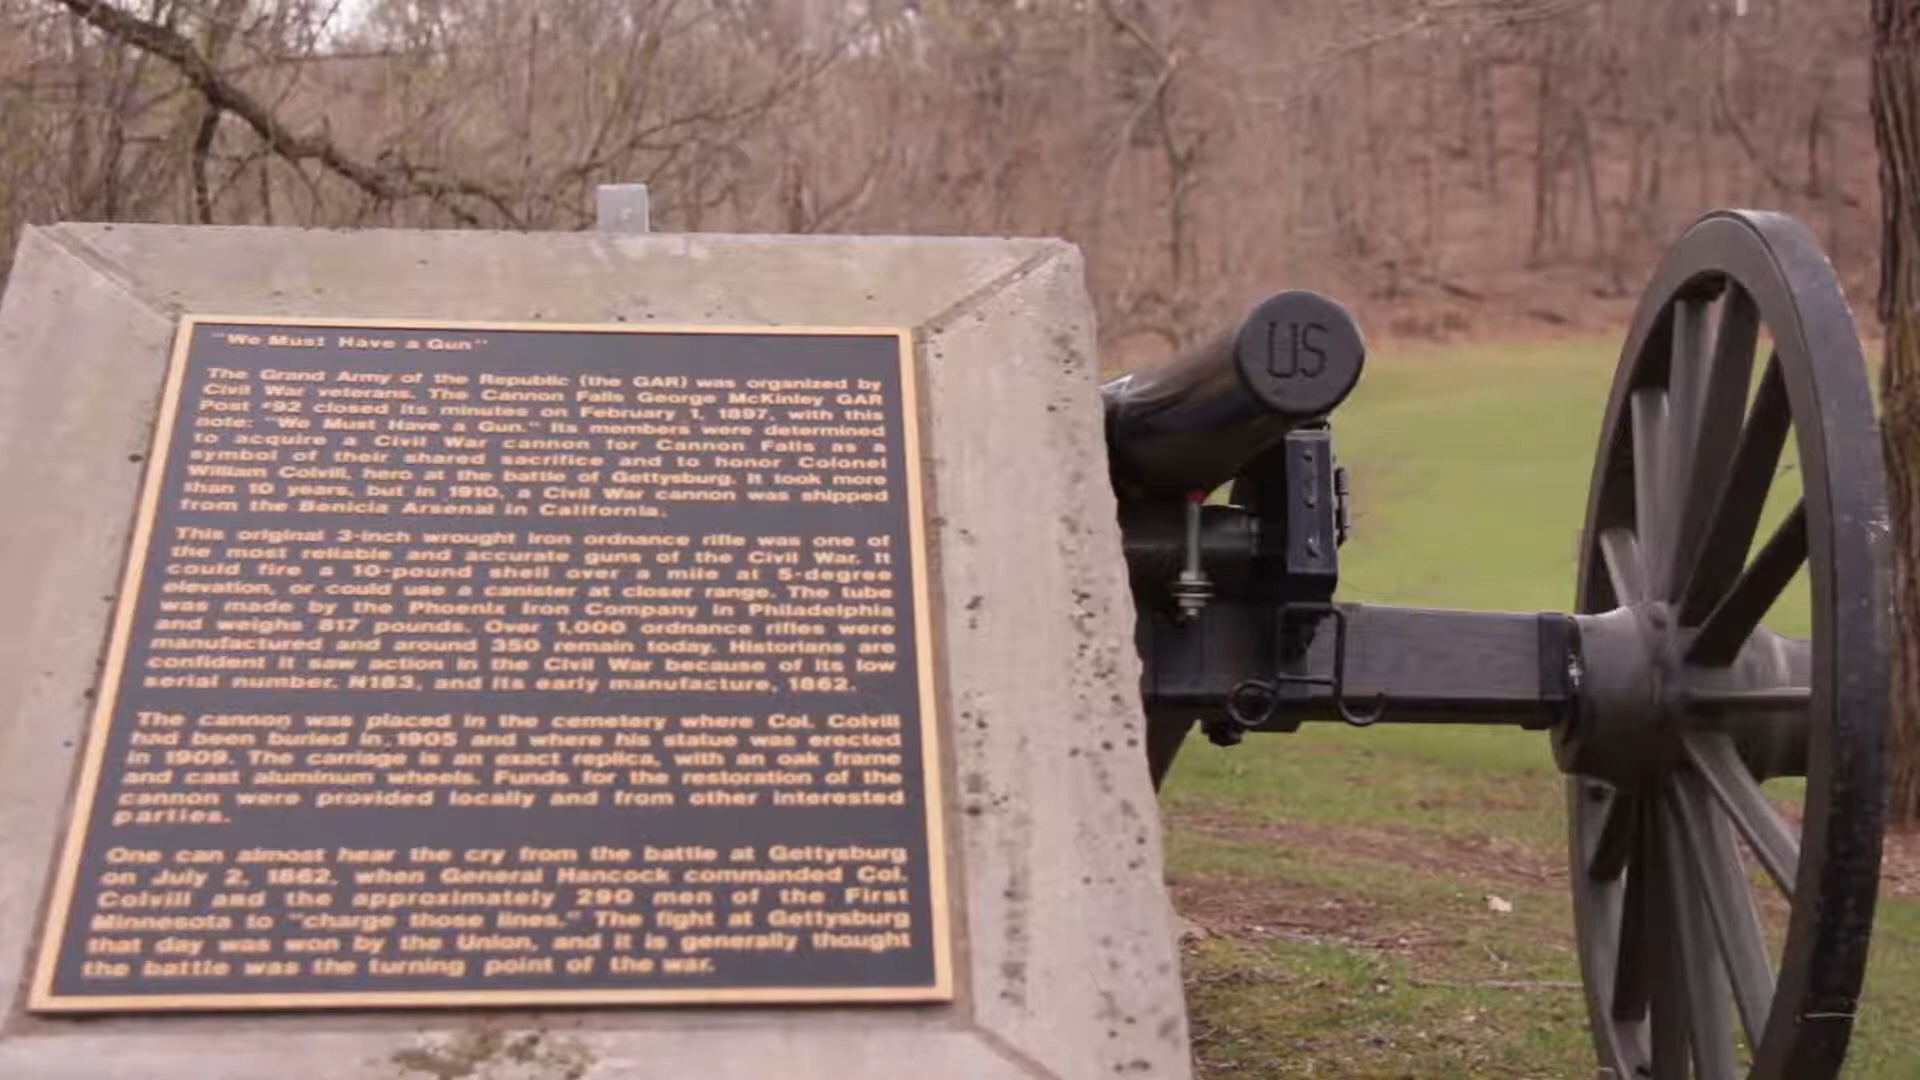 "We Must Have a Gun"
The Grand Army of the Republic (the GAR) was organized by
Civil War veterans. The Cannon Falls George McKinley GAR
Post #92 closed its minutes on February 1, 1897, with this
note: "We Must Have a Gun." Its members were determined
to acquire a Civil War cannon for Cannon Falls as a
symbol of their shared sacrifice and to honor Colonel
William Colvill, hero at the battle of Gettysburg. It took more
than 10 years, but in 1910, a Civil War cannon was shipped
from the Benicia Arsenal in California.
This original 3-inch wrought iron ordnance rifle was one of
the most reliable and accurate guns of the Civil War. It
could fire a 10-pound shell over a mile at 5-degree
elevation, or could use a canister at closer range. The tube
was made by the Phoenix Iron Company in Philadelphia
and weighs 817 pounds. Over 1,000 ordnance rifles were
manufactured and around 350 remain today. Historians are
confident it saw action in the Civil War because of its low
serial number, N183, and its early manufacture, 1862.
The cannon was placed in the cemetery where Col. Colvill
had been buried in 1905 and where his statue was erected
in 1909. The carriage is an exact replica, with an oak frame
and cast aluminum wheels. Funds for the restoration of the
cannon were provided locally and from other interested
parties.
One can almost hear the cry from the battle at Gettysburg
on July 2, 1862, when General Hancock commanded Col.
Colvill and the approximately 290 men of the First
Minnesota to "charge those lines." The fight at Gettysburg
that day was won by the Union, and it is generally thought
the battle was the turning point of the war.
US